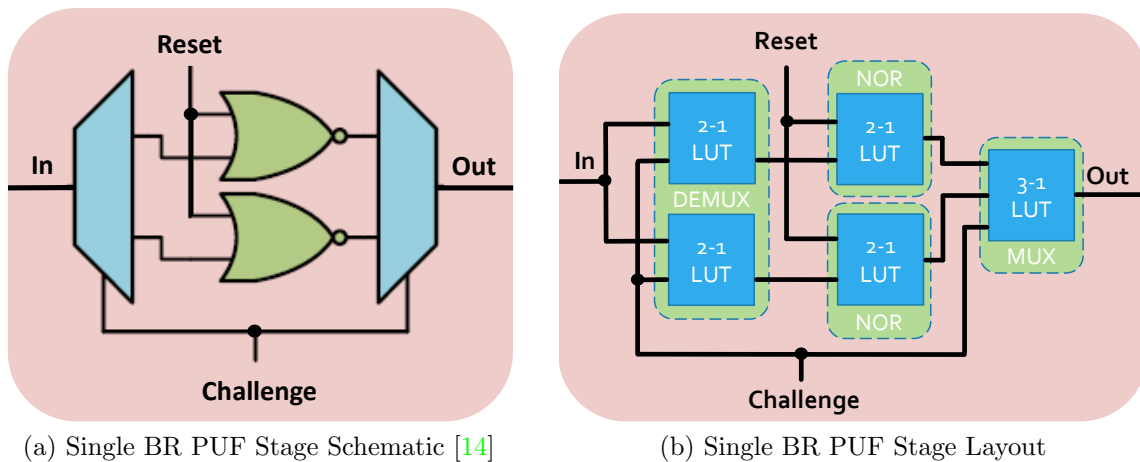 Reset
In
Out
Challenge
(a) Single BR PUF Stage Schematic [14]
Reset
NOR
2-1
LUT
2-1
LUT
In
3-1
LUT
Out
DEMUX
2-1
LUT
2-1
LUT
MUX
NOR
Challenge
(b) Single BR PUF Stage Layout